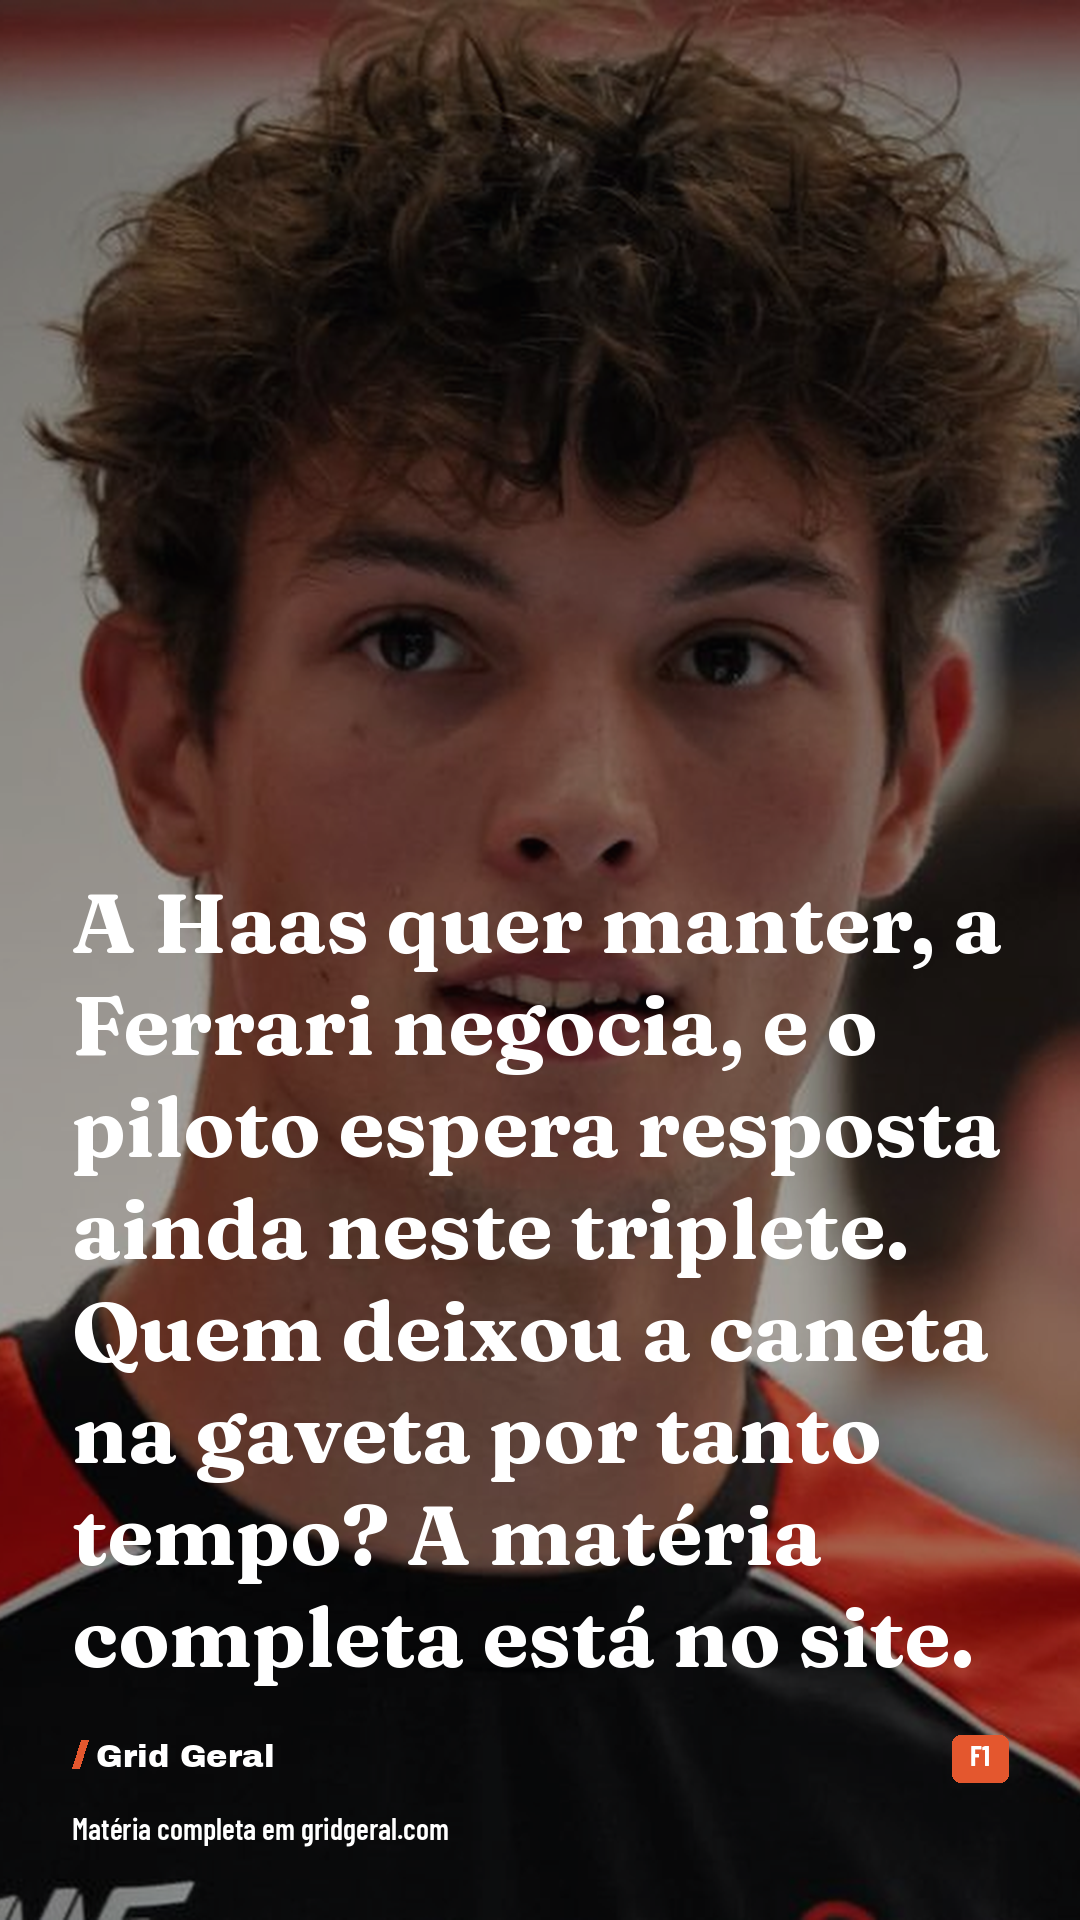 A Haas quer manter, a
Ferrari negocia, e o
piloto espera resposta
ainda neste triplete.
Quem deixou a caneta
na gaveta por tanto
tempo? A matéria
completa está no site.
/ Grid Geral
F1
Matéria completa em gridgeral.com